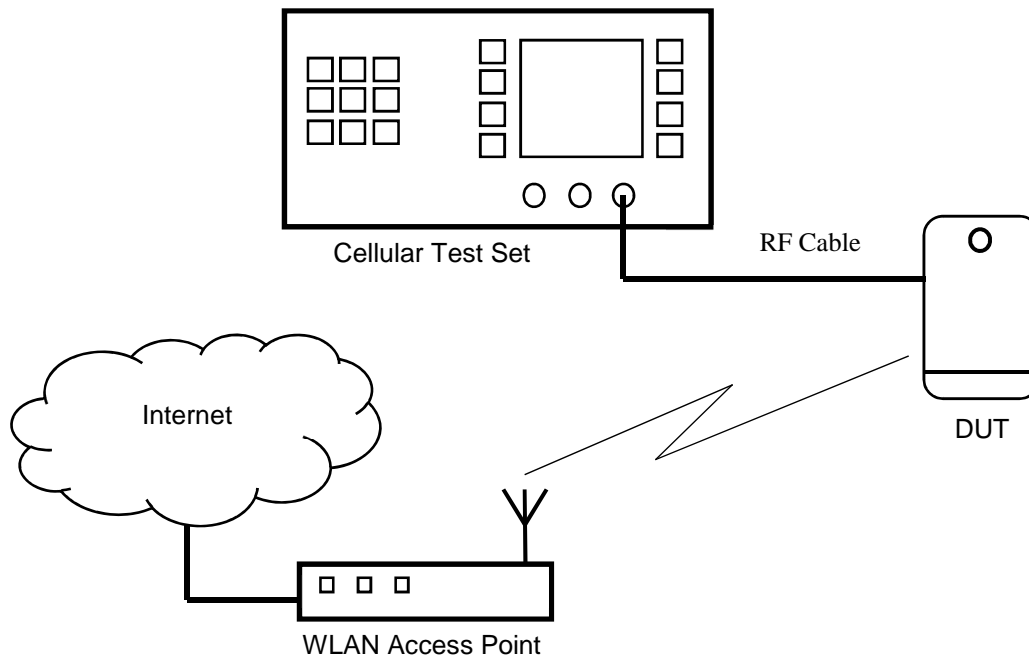 Cellular Test Set
RF Cable
Internet
DUT
WLAN Access Point